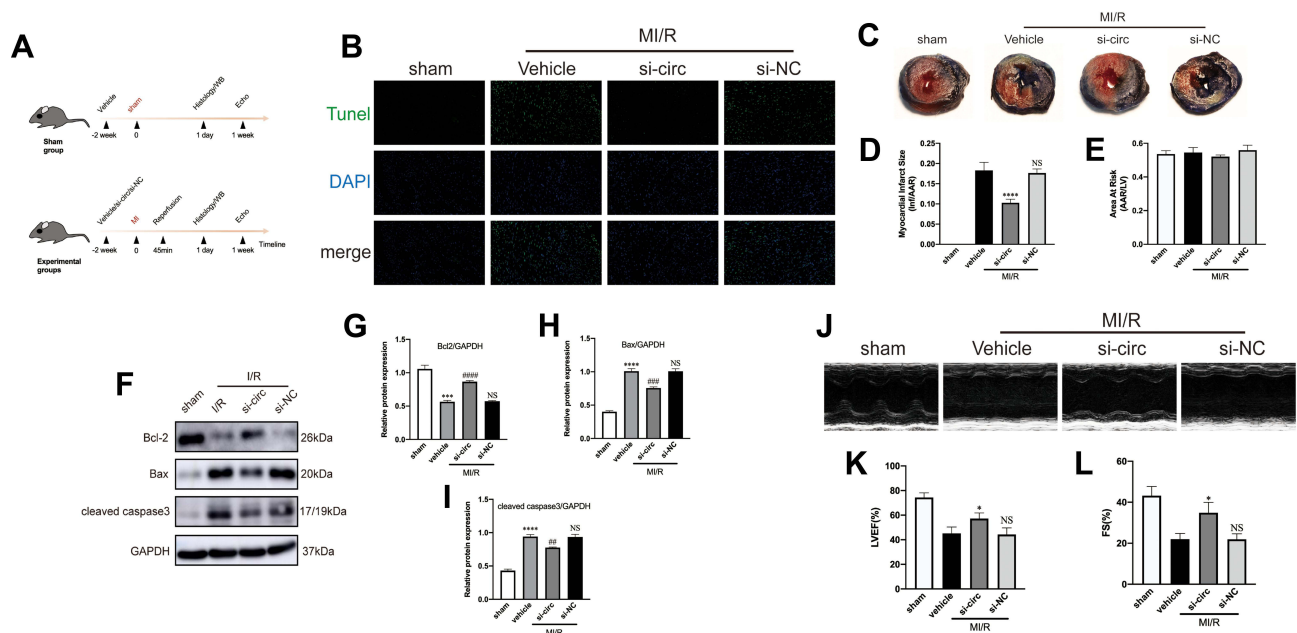 A
Vehicle
sham
Histology/WB
Echo
-2 week
0
1 day
1 week
Sham
group
Vehicle/si-circ/si-NC
MI
Reperfusion
Histology/WB
Echo
-2 week
0
45min
1 day
1 week
Timeline
Experimental
groups
B
MI/R
sham
Vehicle
si-circ
si-NC
Tunel
DAPI
merge
C
MI/R
sham
Vehicle
si-circ
si-NC
D
Myocardial Infarct Size
(Inf/AAR)
0.25
0.20
0.15
0.10
0.05
0.00
****
NS
sham
vehicle
si-circ
si-NC
MI/R
E
Area At Risk
(AAR/LV)
0.6
0.4
0.2
0.0
sham
vehicle
si-circ
si-NC
MI/R
F
I/R
sham
I/R
si-circ
si-NC
Bcl-2
26kDa
Bax
20kDa
cleaved caspase3
17/19kDa
GAPDH
37kDa
G
Bcl2/GAPDH
Relative protein expression
1.5
1.0
0.5
0.0
***
####
NS
sham
vehicle
si-circ
si-NC
MI/R
H
Bax/GAPDH
Relative protein expression
1.5
1.0
0.5
0.0
****
###
NS
sham
vehicle
si-circ
si-NC
MI/R
I
cleaved caspase3/GAPDH
Relative protein expression
1.5
1.0
0.5
0.0
****
##
NS
sham
vehicle
si-circ
si-NC
MI/R
J
MI/R
sham
Vehicle
si-circ
si-NC
K
LVEF(%)
100
80
60
40
20
0
*
NS
sham
vehicle
si-circ
si-NC
MI/R
L
FS(%)
60
40
20
0
*
NS
sham
vehicle
si-circ
si-NC
MI/R